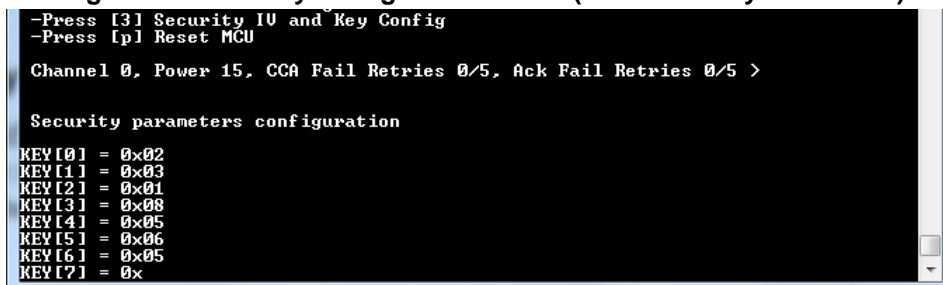 -Press [3] Security IV and Key Config
-Press [p] Reset MCU
Channel 0, Power 15, CCA Fail Retries 0/5, Ack Fail Retries 0/5 >
Security parameters configuration
KEY[0] = 0x02
KEY[1] = 0x03
KEY[2] = 0x01
KEY[3] = 0x08
KEY[4] = 0x05
KEY[5] = 0x06
KEY[6] = 0x05
KEY[7] = 0x